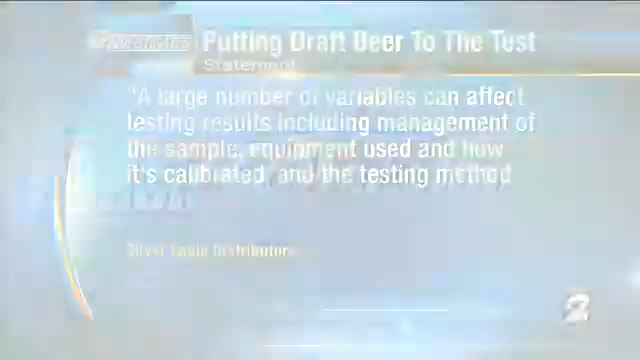 Putting Draft Beer To The Test
Statement
"A large number of variables can affect
testing results including management of
the sample, equipment used and how
it's calibrated, and the testing method
Silver Eagle Distributors
2